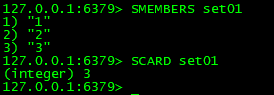 127.0.0.1:6379> SMEMBERS set01
1) "1"
2) "2"
3) "3"
127.0.0.1:6379> SCARD set01
(integer) 3
127.0.0.1:6379>